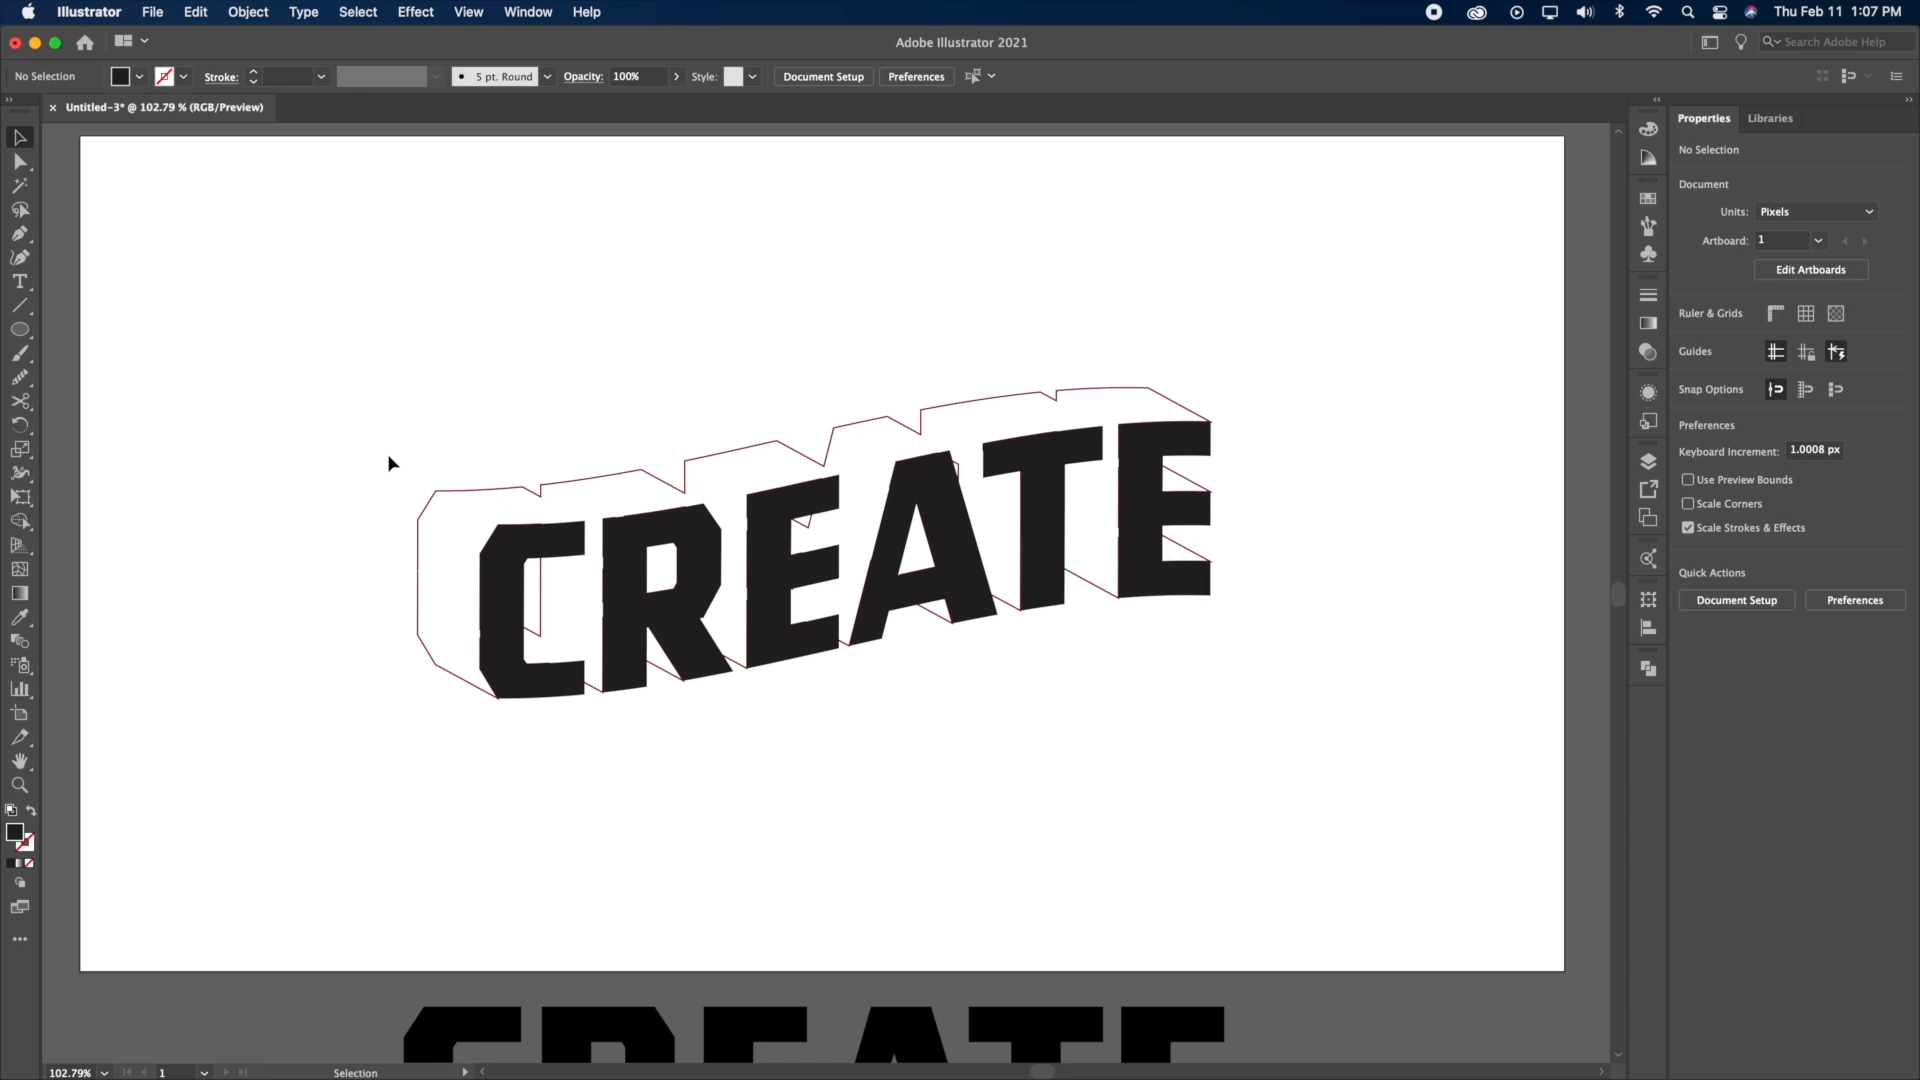 Illustrator File Edit Object Type Select Effect View Window Help Thu Feb 11 1:07 PM
Adobe Illustrator 2021 Search Adobe Help
No Selection Stroke: 5 pt. Round Opacity: 100% Style: Document Setup Preferences
Untitled-3* @ 102.79 % (RGB/Preview)
Properties Libraries
No Selection
Document
Units: Pixels
Artboard: 1
Edit Artboards
Ruler & Grids
Guides
Snap Options
Preferences
Keyboard Increment: 1.0008 px
Use Preview Bounds
Scale Corners
Scale Strokes & Effects
Quick Actions
Document Setup Preferences
CREATE
CREATE
102.79% 1 Selection